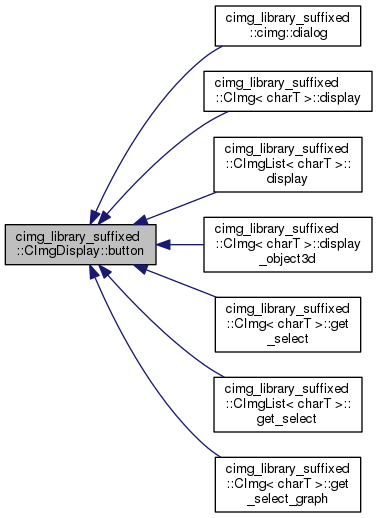 cimg_library_suffixed
::cimg::dialog
cimg_library_suffixed
::CImg< charT >::display
cimg_library_suffixed
::CImgList< charT >::
display
cimg_library_suffixed
::CImgDisplay::button
cimg_library_suffixed
::CImg< charT >::display
_object3d
cimg_library_suffixed
::CImg< charT >::get
_select
cimg_library_suffixed
::CImgList< charT >::
get_select
cimg_library_suffixed
::CImg< charT >::get
_select_graph